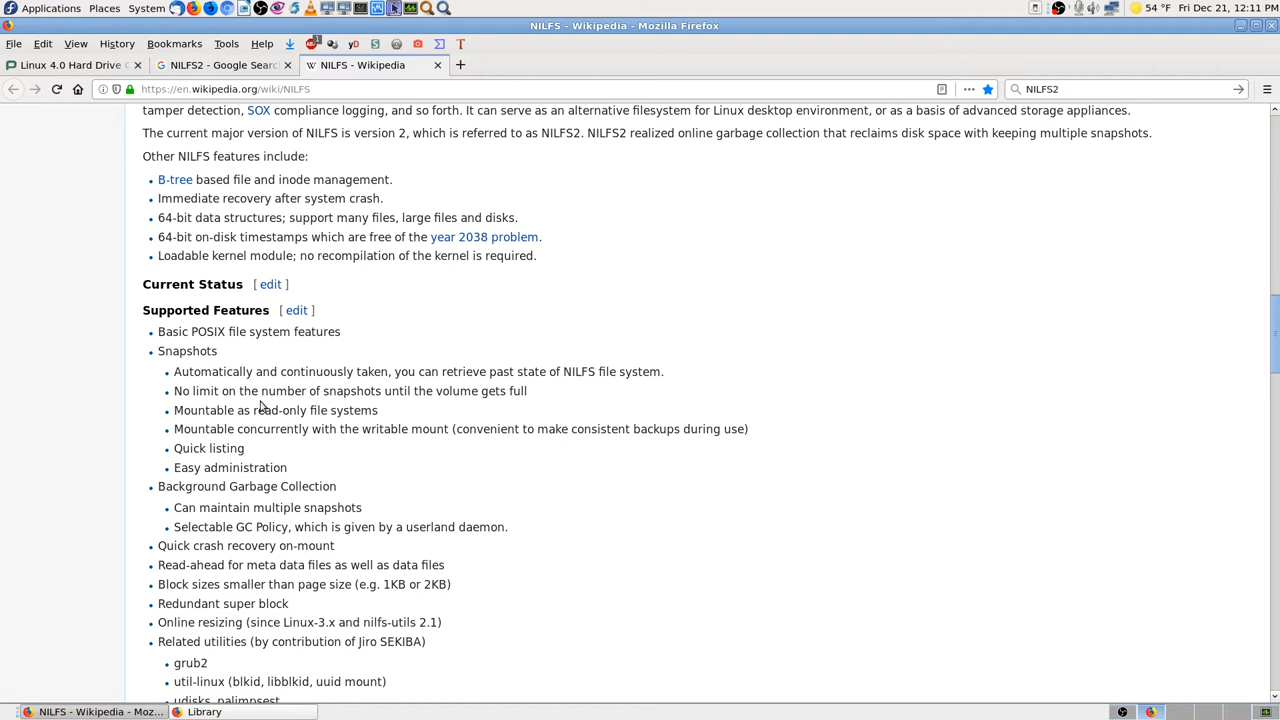 Applications Places System 54 °F Fri Dec 21, 12:11 PM
NILFS - Wikipedia - Mozilla Firefox
File Edit View History Bookmarks Tools Help
Linux 4.0 Hard Drive C NILFS2 - Google Searc NILFS - Wikipedia
https://en.wikipedia.org/wiki/NILFS NILFS2
tamper detection, SOX compliance logging, and so forth. It can serve as an alternative filesystem for Linux desktop environment, or as a basis of advanced storage appliances.
The current major version of NILFS is version 2, which is referred to as NILFS2. NILFS2 realized online garbage collection that reclaims disk space with keeping multiple snapshots.
Other NILFS features include:
• B-tree based file and inode management.
• Immediate recovery after system crash.
• 64-bit data structures; support many files, large files and disks.
• 64-bit on-disk timestamps which are free of the year 2038 problem.
• Loadable kernel module; no recompilation of the kernel is required.
Current Status [ edit ]
Supported Features [ edit ]
• Basic POSIX file system features
• Snapshots
• Automatically and continuously taken, you can retrieve past state of NILFS file system.
• No limit on the number of snapshots until the volume gets full
• Mountable as read-only file systems
• Mountable concurrently with the writable mount (convenient to make consistent backups during use)
• Quick listing
• Easy administration
• Background Garbage Collection
• Can maintain multiple snapshots
• Selectable GC Policy, which is given by a userland daemon.
• Quick crash recovery on-mount
• Read-ahead for meta data files as well as data files
• Block sizes smaller than page size (e.g. 1KB or 2KB)
• Redundant super block
• Online resizing (since Linux-3.x and nilfs-utils 2.1)
• Related utilities (by contribution of Jiro SEKIBA)
• grub2
• util-linux (blkid, libblkid, uuid mount)
• udisks, palimpsest
NILFS - Wikipedia - Moz... Library